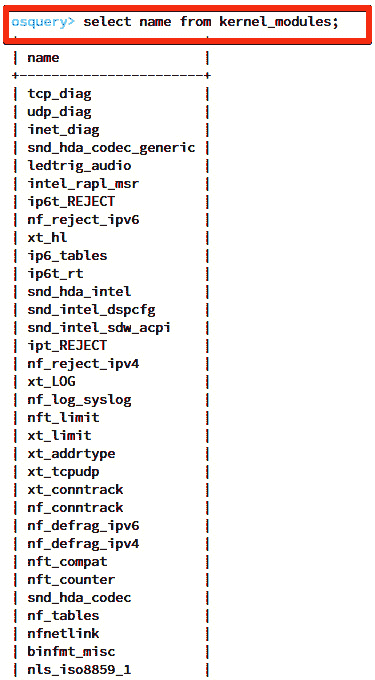 osquery> select name from kernel_modules;
+-----------------------+
| name                  |
+-----------------------+
| tcp_diag              |
| udp_diag              |
| inet_diag             |
| snd_hda_codec_generic |
| ledtrig_audio         |
| intel_rapl_msr        |
| ip6t_REJECT           |
| nf_reject_ipv6        |
| xt_hl                 |
| ip6_tables            |
| ip6t_rt               |
| snd_hda_intel         |
| snd_intel_dspcfg      |
| snd_intel_sdw_acpi    |
| ipt_REJECT            |
| nf_reject_ipv4        |
| xt_LOG                |
| nf_log_syslog         |
| nft_limit             |
| xt_limit              |
| xt_addrtype           |
| xt_tcpudp             |
| xt_conntrack          |
| nf_conntrack          |
| nf_defrag_ipv6        |
| nf_defrag_ipv4        |
| nft_compat            |
| nft_counter           |
| snd_hda_codec         |
| nf_tables             |
| nfnetlink             |
| binfmt_misc           |
| nls_iso8859_1         |